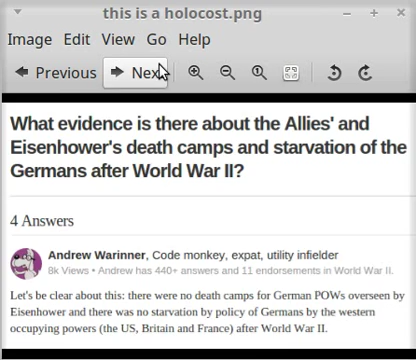 this is a holocost.png
Image Edit View Go Help
Previous Next
What evidence is there about the Allies' and
Eisenhower's death camps and starvation of the
Germans after World War II?
4 Answers
Andrew Warinner, Code monkey, expat, utility infielder
8k Views • Andrew has 440+ answers and 11 endorsements in World War II.
Let's be clear about this: there were no death camps for German POWs overseen by
Eisenhower and there was no starvation by policy of Germans by the western
occupying powers (the US, Britain and France) after World War II.